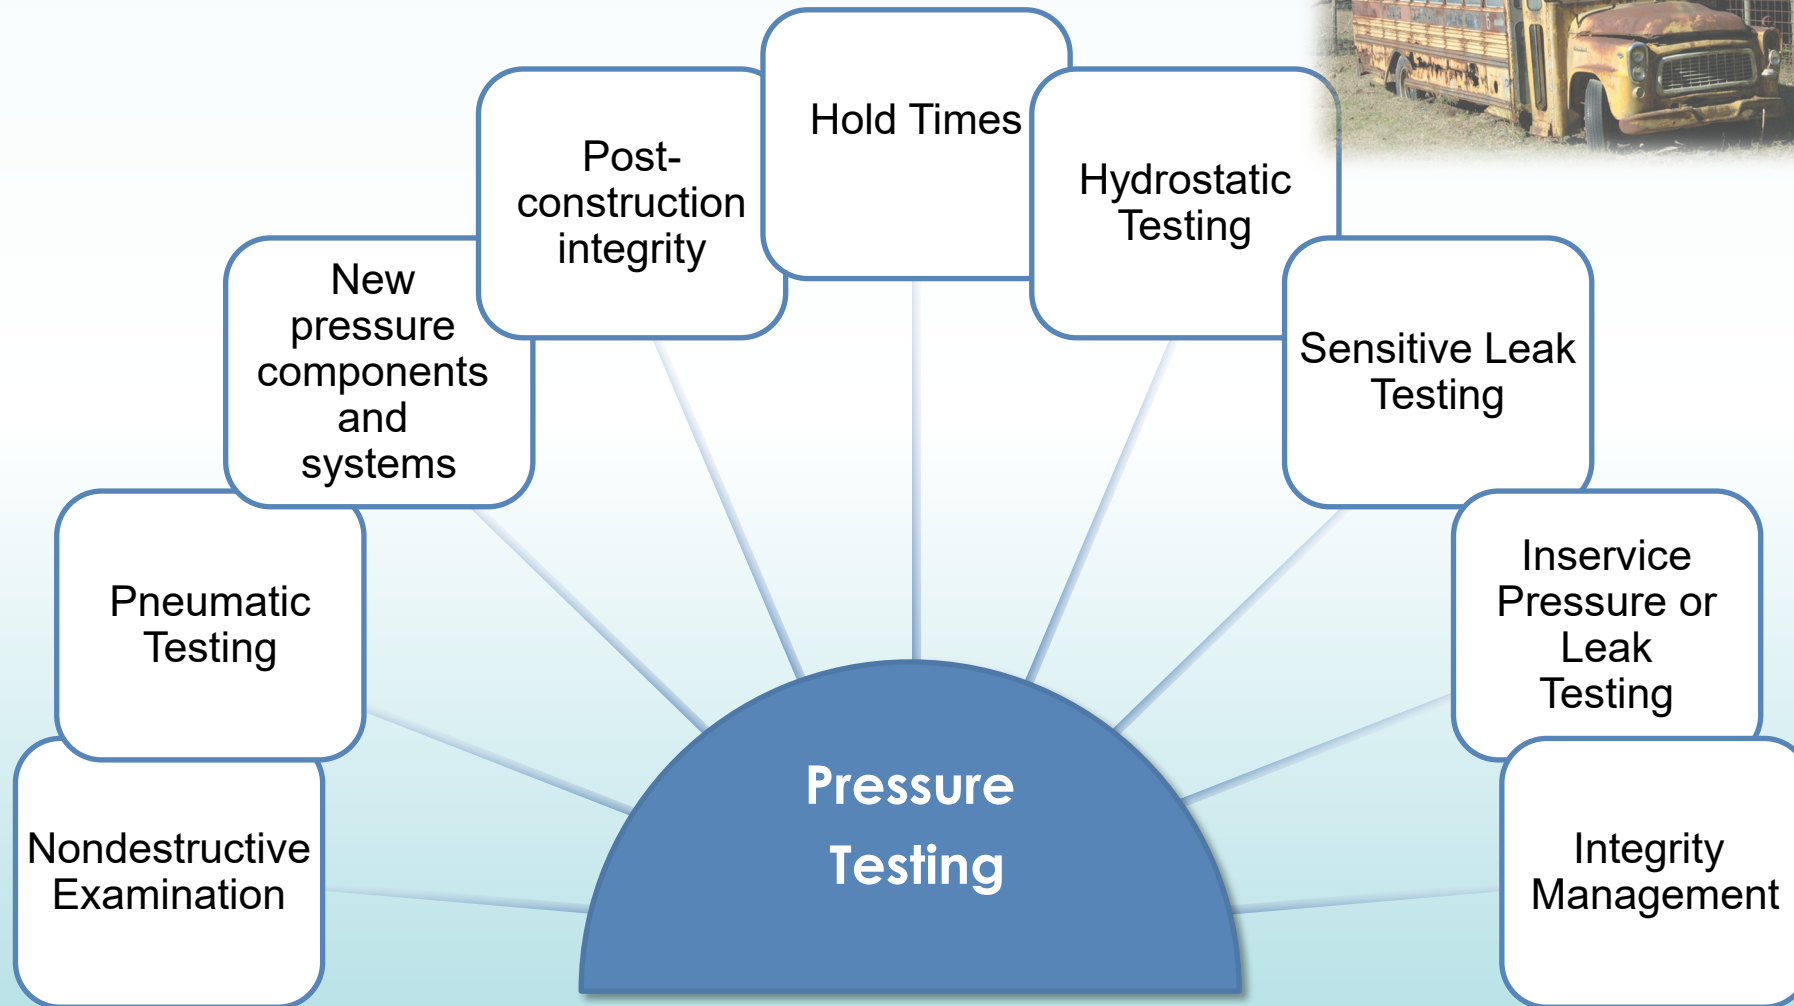 Hold Times
Post-
construction
integrity
Hydrostatic
Testing
New
pressure
components
and
systems
Sensitive Leak
Testing
Pneumatic
Testing
Inservice
Pressure or
Leak
Testing
Nondestructive
Examination
Pressure
Testing
Integrity
Management